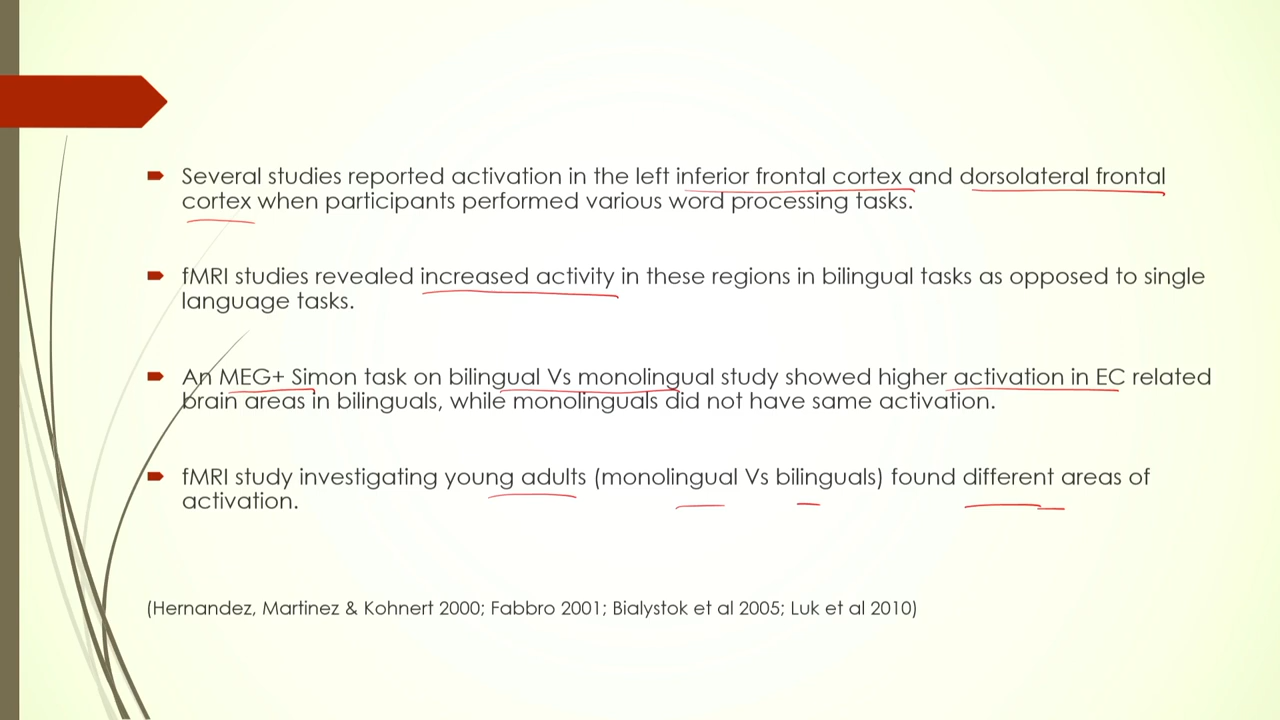 Several studies reported activation in the left inferior frontal cortex and dorsolateral frontal
cortex when participants performed various word processing tasks.
fMRI studies revealed increased activity in these regions in bilingual tasks as opposed to single
language tasks.
An MEG+ Simon task on bilingual Vs monolingual study showed higher activation in EC related
brain areas in bilinguals, while monolinguals did not have same activation.
fMRI study investigating young adults (monolingual Vs bilinguals) found different areas of
activation.
(Hernandez, Martinez & Kohnert 2000; Fabbro 2001; Bialystok et al 2005; Luk et al 2010)